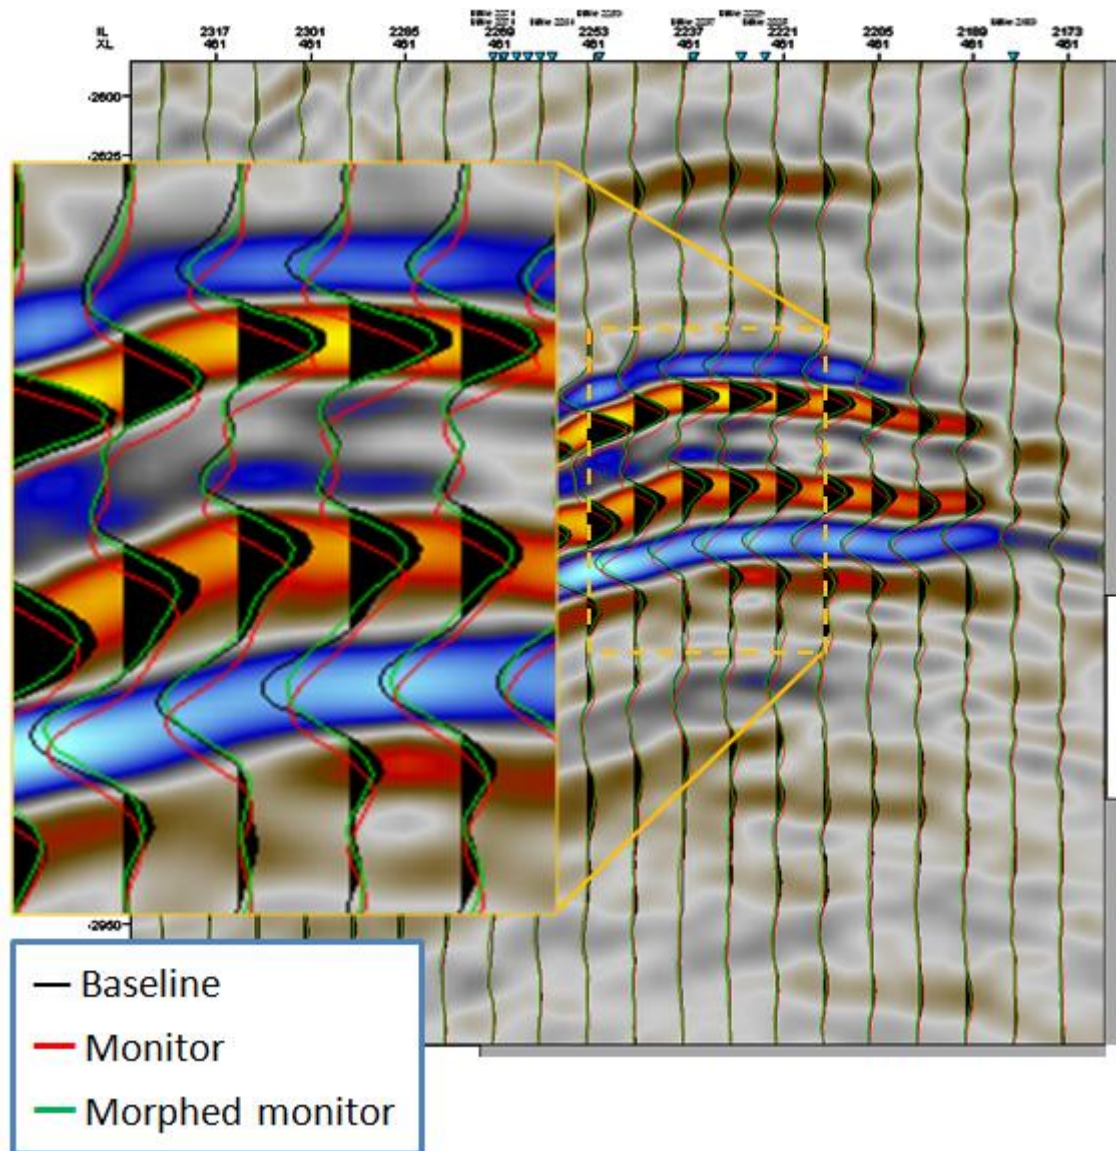 IL 2317 2301 2285 2269 2253 2237 2221 2205 2189 2173
XL 461 461 461 461 461 461 461 461 461 461
-2600
-2625
-2950
Baseline
Monitor
Morphed monitor